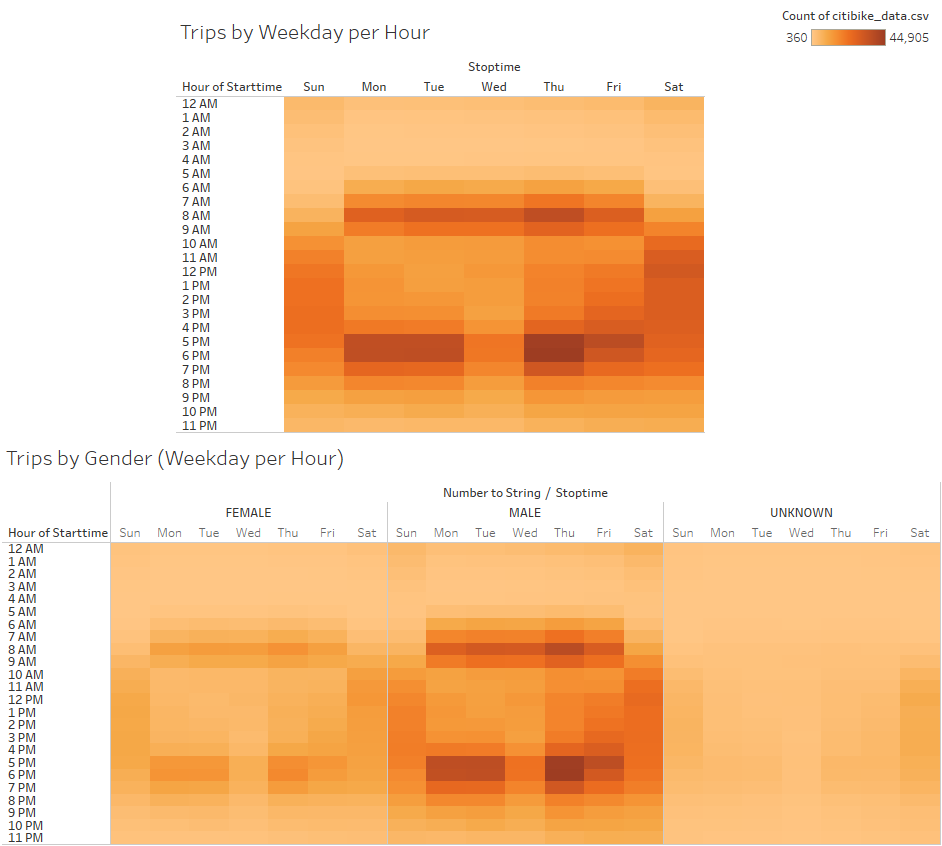 Count of citibike_data.csv
Trips by Weekday per Hour
360 44,905
Stoptime
Hour of Starttime Sun Mon Tue Wed Thu Fri Sat
12 AM
1 AM
2 AM
3 AM
4 AM
5 AM
6 AM
7 AM
8 AM
9 AM
10 AM
11 AM
12 PM
1 PM
2 PM
3 PM
4 PM
5 PM
6 PM
7 PM
8 PM
9 PM
10 PM
11 PM
Trips by Gender (Weekday per Hour)
Number to String / Stoptime
FEMALE MALE UNKNOWN
Hour of Starttime Sun Mon Tue Wed Thu Fri Sat Sun Mon Tue Wed Thu Fri Sat Sun Mon Tue Wed Thu Fri Sat
12 AM
1 AM
2 AM
3 AM
4 AM
5 AM
6 AM
7 AM
8 AM
9 AM
10 AM
11 AM
12 PM
1 PM
2 PM
3 PM
4 PM
5 PM
6 PM
7 PM
8 PM
9 PM
10 PM
11 PM